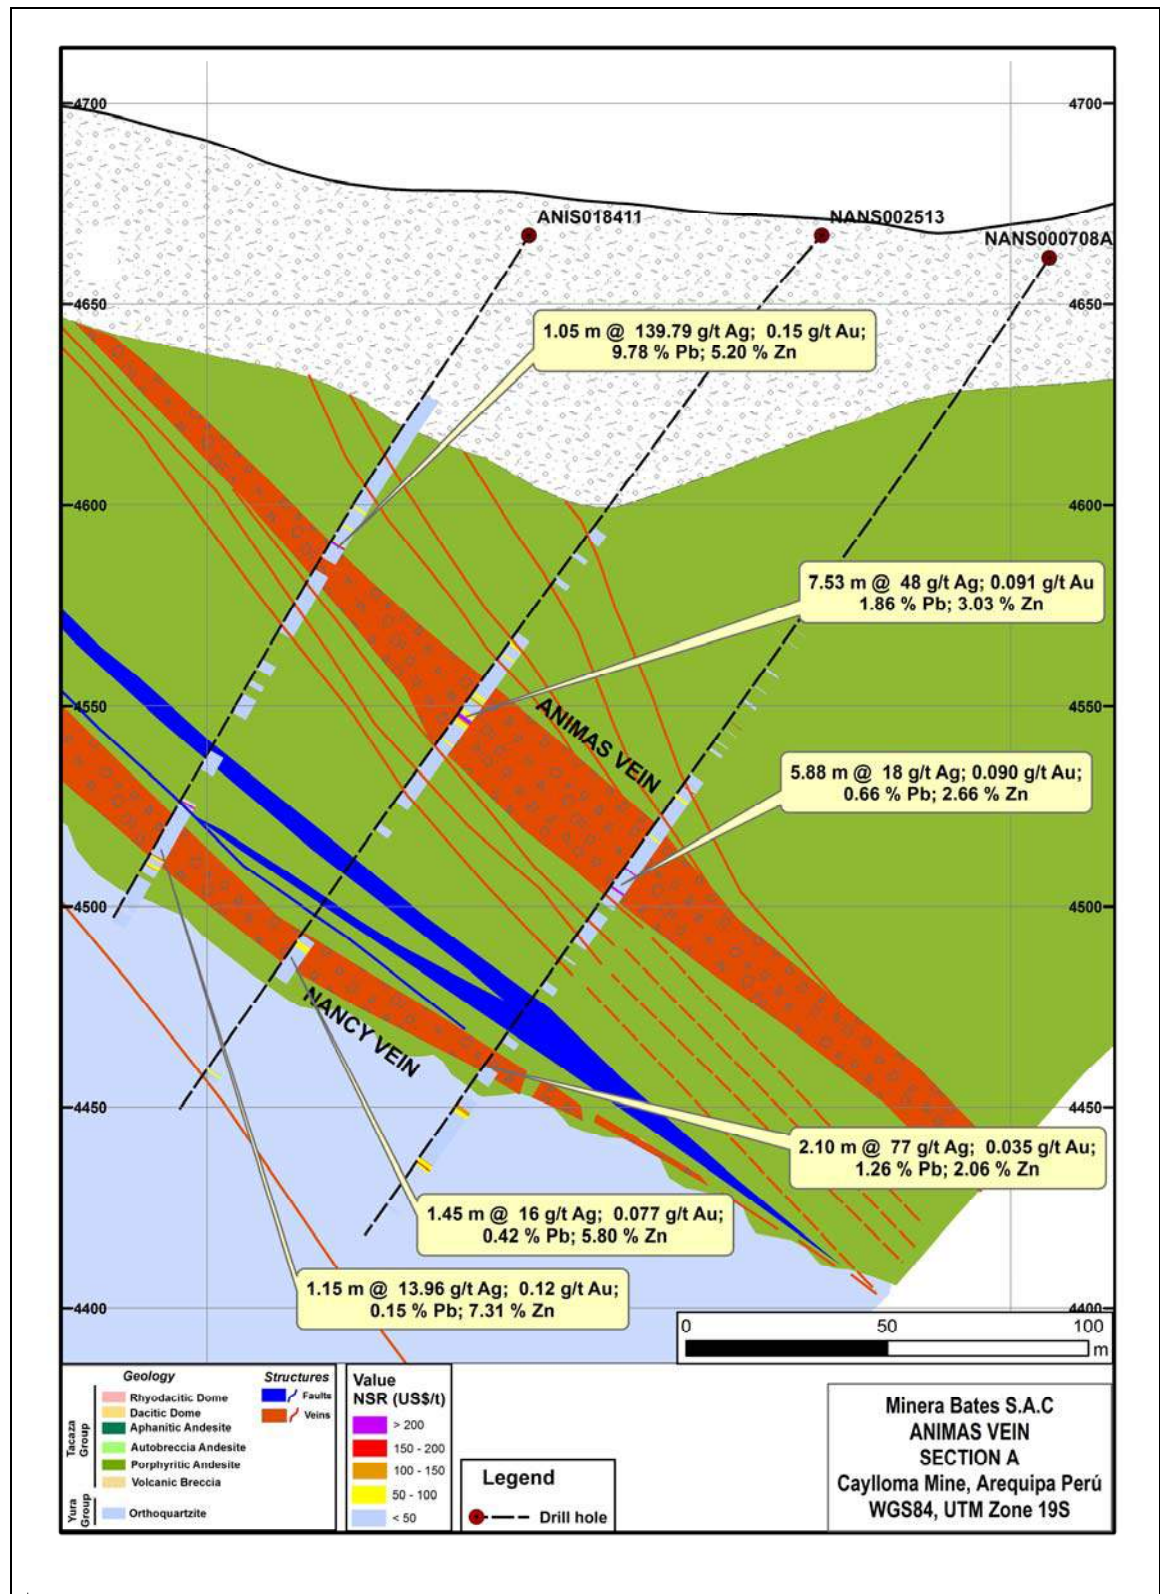 4700
4700
ANIS018411
NANS002513
NANS000708A
4650
4650
1.05 m @ 139.79 g/t Ag; 0.15 g/t Au;
9.78 % Pb; 5.20 % Zn
4600
4600
7.53 m @ 48 g/t Ag; 0.091 g/t Au
1.86 % Pb; 3.03 % Zn
4550
4550
ANIMAS VEIN
5.88 m @ 18 g/t Ag; 0.090 g/t Au;
0.66 % Pb; 2.66 % Zn
4500
4500
NANCY VEIN
4450
4450
2.10 m @ 77 g/t Ag; 0.035 g/t Au;
1.26 % Pb; 2.06 % Zn
1.45 m @ 16 g/t Ag; 0.077 g/t Au;
0.42 % Pb; 5.80 % Zn
1.15 m @ 13.96 g/t Ag; 0.12 g/t Au;
0.15 % Pb; 7.31 % Zn
4400
4400
0 50 100
m
Geology
Tacaza Group
Rhyodacitic Dome
Dacitic Dome
Aphanitic Andesite
Autobreccia Andesite
Porphyritic Andesite
Volcanic Breccia
Yura Group
Orthoquartzite
Structures
Faults
Veins
Value
NSR (US$/t)
> 200
150 - 200
100 - 150
50 - 100
< 50
Legend
Drill hole
Minera Bates S.A.C
ANIMAS VEIN
SECTION A
Caylloma Mine, Arequipa Perú
WGS84, UTM Zone 19S